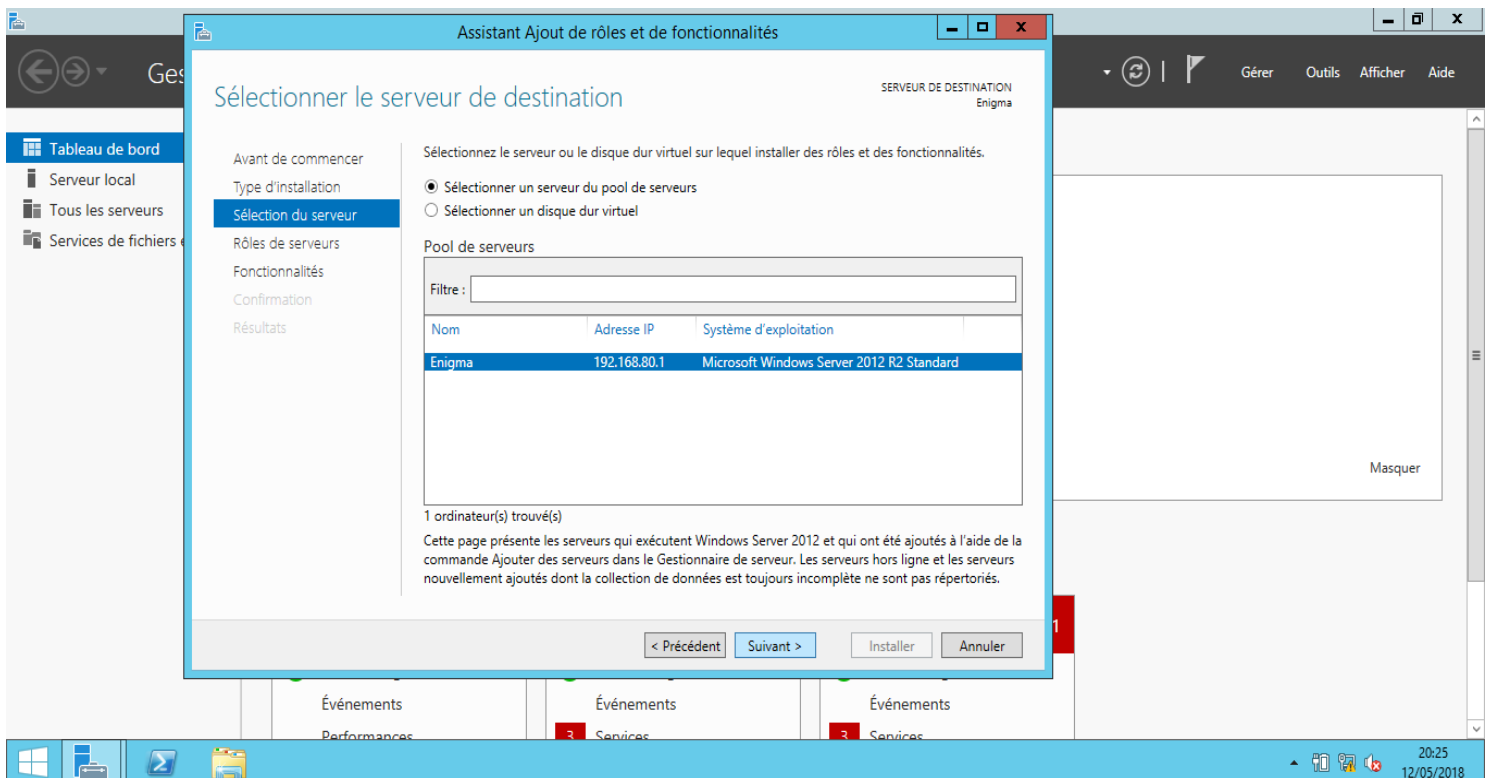 Assistant Ajout de rôles et de fonctionnalités
Ges
Gérer Outils Afficher Aide
Sélectionner le serveur de destination
SERVEUR DE DESTINATION
Enigma
Tableau de bord
Serveur local
Tous les serveurs
Services de fichiers e
Avant de commencer
Type d'installation
Sélection du serveur
Rôles de serveurs
Fonctionnalités
Confirmation
Résultats
Sélectionnez le serveur ou le disque dur virtuel sur lequel installer des rôles et des fonctionnalités.
Sélectionner un serveur du pool de serveurs
Sélectionner un disque dur virtuel
Pool de serveurs
Filtre :
Nom Adresse IP Système d'exploitation
Enigma 192.168.80.1 Microsoft Windows Server 2012 R2 Standard
1 ordinateur(s) trouvé(s)
Cette page présente les serveurs qui exécutent Windows Server 2012 et qui ont été ajoutés à l'aide de la
commande Ajouter des serveurs dans le Gestionnaire de serveur. Les serveurs hors ligne et les serveurs
nouvellement ajoutés dont la collection de données est toujours incomplète ne sont pas répertoriés.
Masquer
< Précédent Suivant > Installer Annuler
1
Événements Événements Événements
Performances 3 Services 3 Services
20:25
12/05/2018